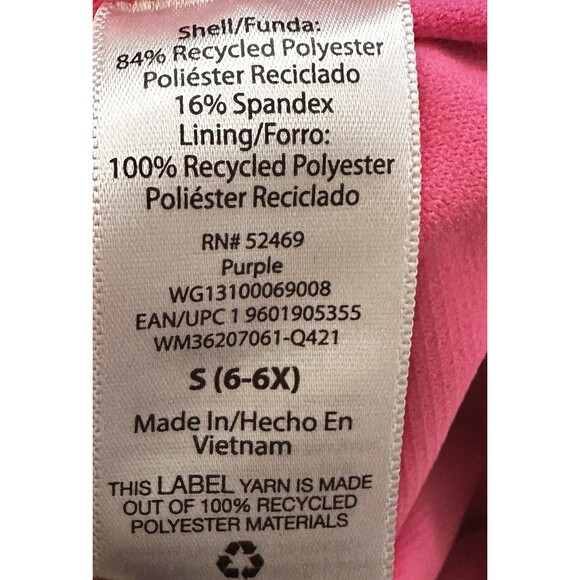 Shell/Funda:
84% Recycled Polyester
Poliéster Reciclado
16% Spandex
Lining/Forro:
100% Recycled Polyester
Poliéster Reciclado
RN# 52469
Purple
WG13100069008
EAN/UPC 1 9601905355
WM36207061-Q421
S (6-6X)
Made In/Hecho En
Vietnam
THIS LABEL YARN IS MADE
OUT OF 100% RECYCLED
POLYESTER MATERIALS